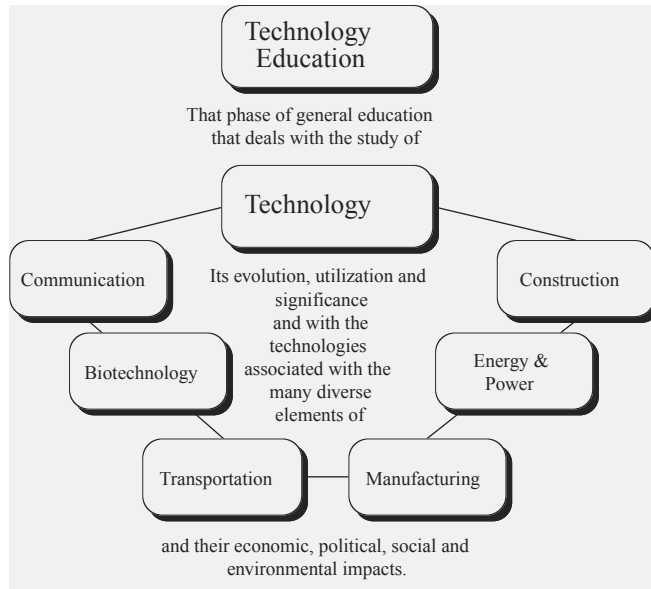 Technology
Education
That phase of general education
that deals with the study of
Technology
Communication
Its evolution, utilization and
significance
and with the
technologies
associated with the
many diverse
elements of
Construction
Biotechnology
Energy &
Power
Transportation
Manufacturing
and their economic, political, social and
environmental impacts.